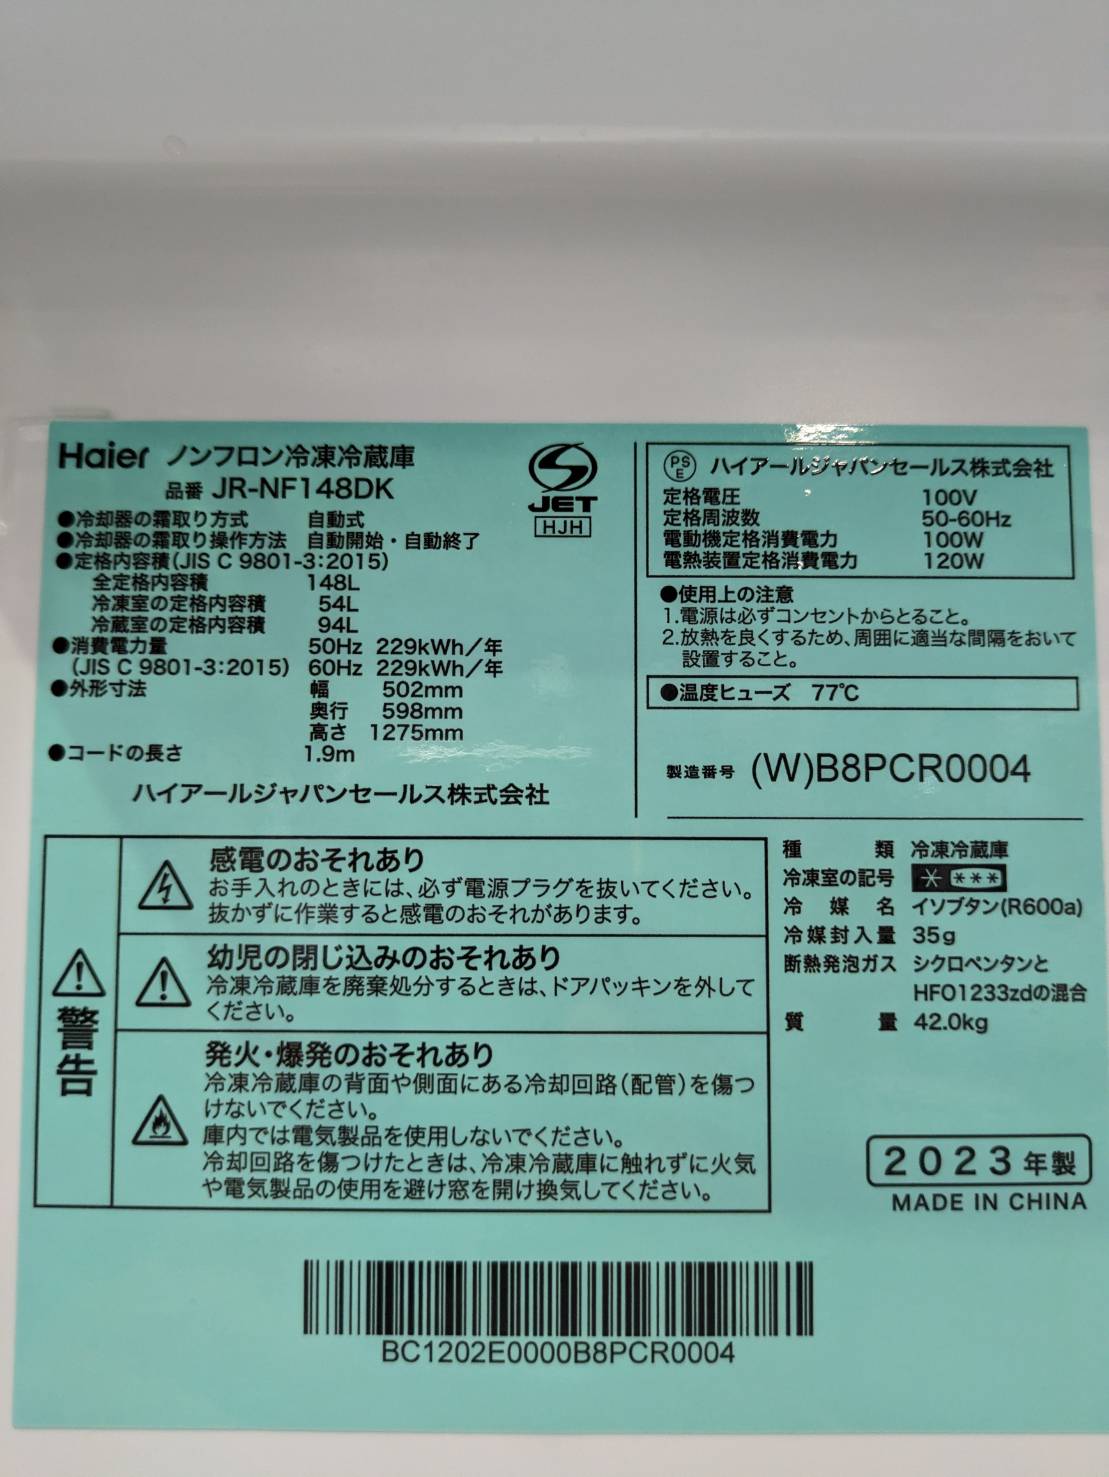 Haier ノンフロン冷凍冷蔵庫
品番 JR-NF148DK
●冷却器の霜取り方式 自動式
●冷却器の霜取り操作方法 自動開始・自動終了
●定格内容積(JIS C 9801-3:2015)
全定格内容積 148L
冷凍室の定格内容積 54L
冷蔵室の定格内容積 94L
●消費電力量 50Hz 229kWh/年
(JIS C 9801-3:2015) 60Hz 229kWh/年
●外形寸法 幅 502mm
奥行 598mm
高さ 1275mm
●コードの長さ 1.9m
ハイアールジャパンセールス株式会社
JET
HJH
PSE ハイアールジャパンセールス株式会社
定格電圧 100V
定格周波数 50-60Hz
電動機定格消費電力 100W
電熱装置定格消費電力 120W
●使用上の注意
1.電源は必ずコンセントからとること。
2.放熱を良くするため、周囲に適当な間隔をおいて
設置すること。
●温度ヒューズ 77℃
製造番号 (W)B8PCR0004
警告
感電のおそれあり
お手入れのときには、必ず電源プラグを抜いてください。
抜かずに作業すると感電のおそれがあります。
幼児の閉じ込みのおそれあり
冷凍冷蔵庫を廃棄処分するときは、ドアパッキンを外して
ください。
発火・爆発のおそれあり
冷凍冷蔵庫の背面や側面にある冷却回路(配管)を傷つ
けないでください。
庫内では電気製品を使用しないでください。
冷却回路を傷つけたときは、冷凍冷蔵庫に触れずに火気
や電気製品の使用を避け窓を開け換気してください。
種類 冷凍冷蔵庫
冷凍室の記号 * ***
冷媒名 イソブタン(R600a)
冷媒封入量 35g
断熱発泡ガス シクロペンタンと
HFO1233zdの混合
質量 42.0kg
2023年製
MADE IN CHINA
BC1202E0000B8PCR0004